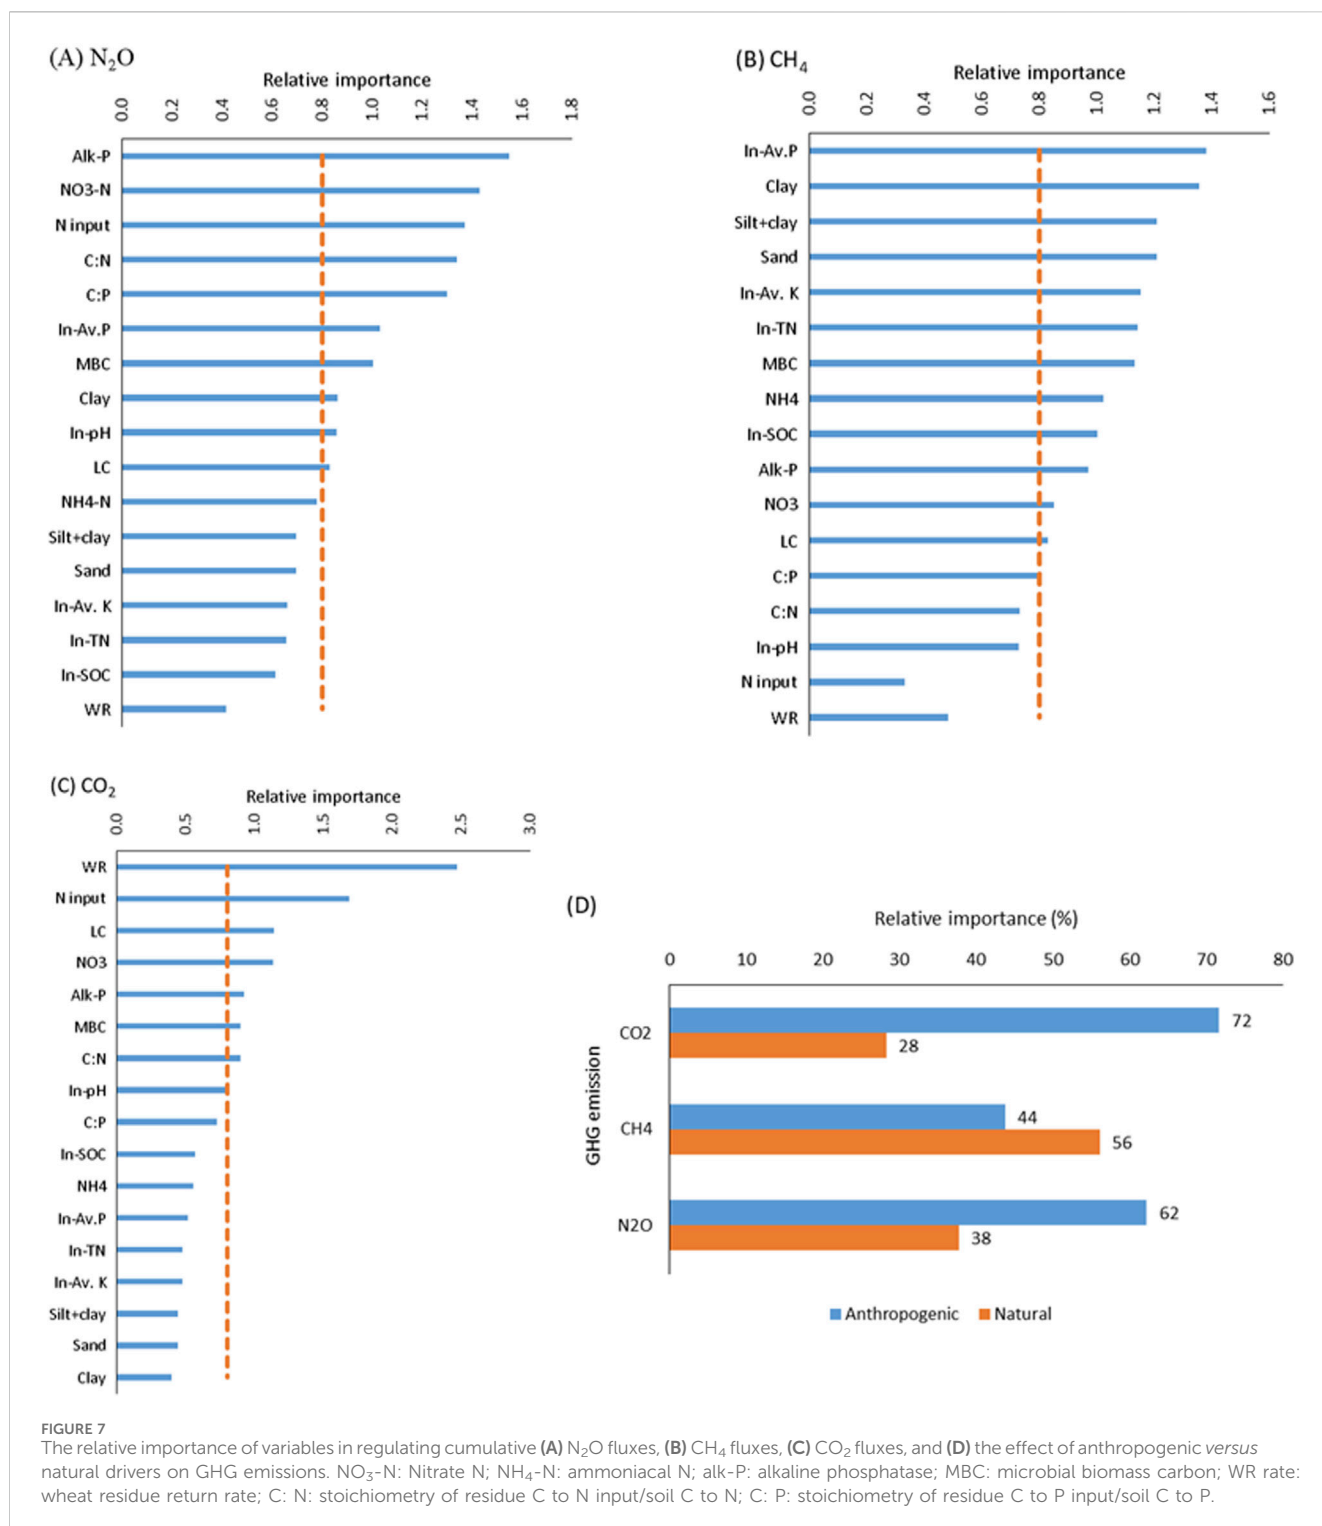 (A) N₂O
Relative importance
0.0 0.2 0.4 0.6 0.8 1.0 1.2 1.4 1.6 1.8
Alk-P
NO3-N
N input
C:N
C:P
In-Av.P
MBC
Clay
In-pH
LC
NH4-N
Silt+clay
Sand
In-Av. K
In-TN
In-SOC
WR
(B) CH₄
Relative importance
0.0 0.2 0.4 0.6 0.8 1.0 1.2 1.4 1.6
In-Av.P
Clay
Silt+clay
Sand
In-Av. K
In-TN
MBC
NH4
In-SOC
Alk-P
NO3
LC
C:P
C:N
In-pH
N input
WR
(C) CO₂
Relative importance
0.0 0.5 1.0 1.5 2.0 2.5 3.0
WR
N input
LC
NO3
Alk-P
MBC
C:N
In-pH
C:P
In-SOC
NH4
In-Av.P
In-TN
In-Av. K
Silt+clay
Sand
Clay
(D)
Relative importance (%)
0 10 20 30 40 50 60 70 80
GHG emission
CO2
72
28
CH4
44
56
N2O
62
38
Anthropogenic Natural
FIGURE 7
The relative importance of variables in regulating cumulative (A) N₂O fluxes, (B) CH₄ fluxes, (C) CO₂ fluxes, and (D) the effect of anthropogenic versus
natural drivers on GHG emissions. NO₃-N: Nitrate N; NH₄-N: ammoniacal N; alk-P: alkaline phosphatase; MBC: microbial biomass carbon; WR rate:
wheat residue return rate; C: N: stoichiometry of residue C to N input/soil C to N; C: P: stoichiometry of residue C to P input/soil C to P.